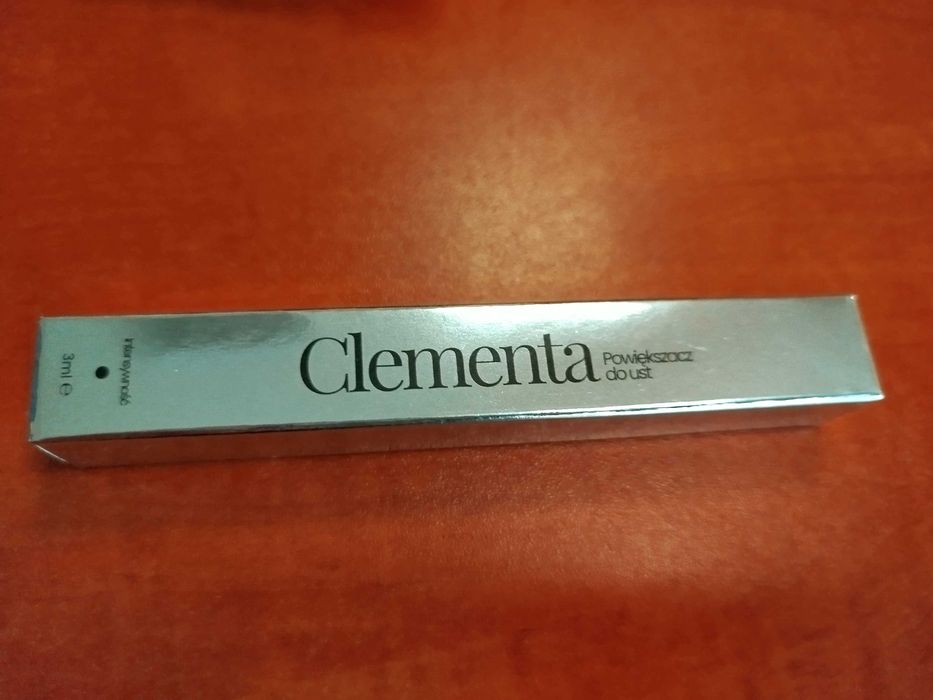 Clementa
Powiększacz
do ust
intensywność
3ml ℮